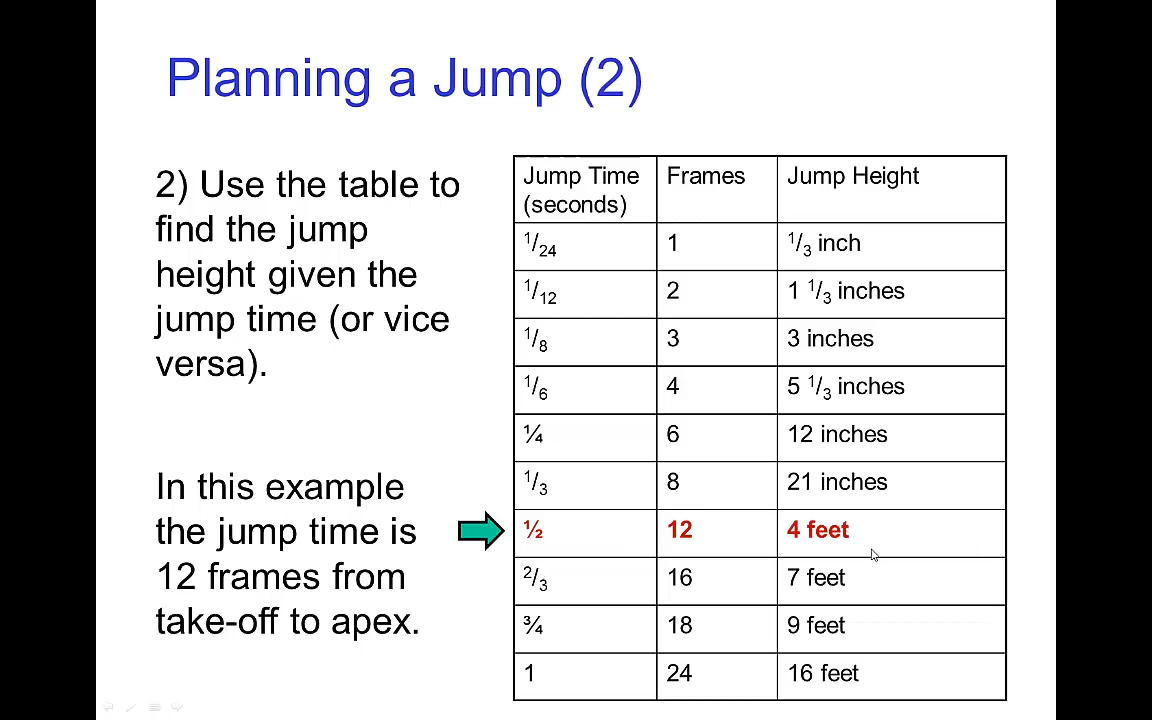 Planning a Jump (2)
2) Use the table to
find the jump
height given the
jump time (or vice
versa).
In this example
the jump time is
12 frames from
take-off to apex.
Jump Time (seconds) Frames Jump Height
1/24 1 1/3 inch
1/12 2 1 1/3 inches
1/8 3 3 inches
1/6 4 5 1/3 inches
¼ 6 12 inches
1/3 8 21 inches
½ 12 4 feet
2/3 16 7 feet
¾ 18 9 feet
1 24 16 feet